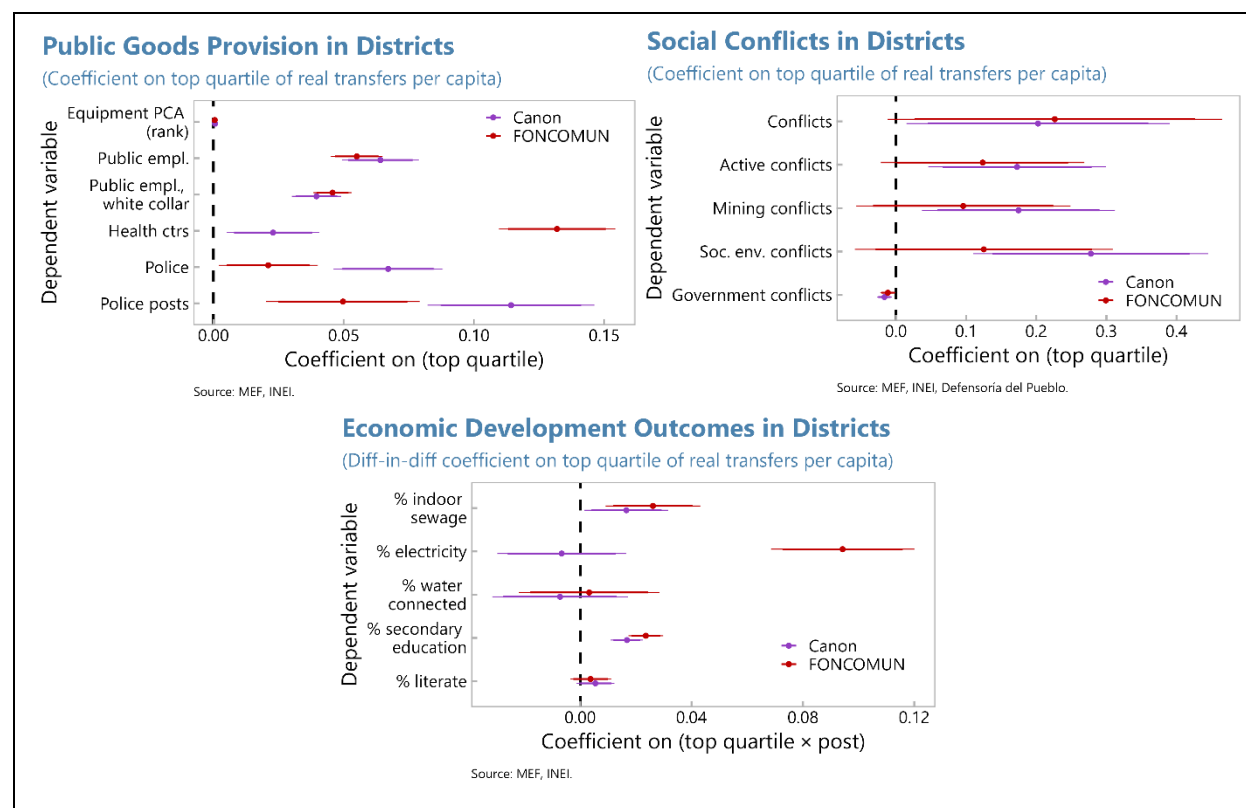 Public Goods Provision in Districts
(Coefficient on top quartile of real transfers per capita)
Dependent variable
Equipment PCA
(rank)
Public empl.
Public empl.,
white collar
Health ctrs
Police
Police posts
Canon
FONCOMUN
0.00
0.05
0.10
0.15
Coefficient on (top quartile)
Source: MEF, INEI.
Social Conflicts in Districts
(Coefficient on top quartile of real transfers per capita)
Dependent variable
Conflicts
Active conflicts
Mining conflicts
Soc. env. conflicts
Government conflicts
Canon
FONCOMUN
0.0
0.1
0.2
0.3
0.4
Coefficient on (top quartile)
Source: MEF, INEI, Defensoría del Pueblo.
Economic Development Outcomes in Districts
(Diff-in-diff coefficient on top quartile of real transfers per capita)
Dependent variable
% indoor
sewage
% electricity
% water
connected
% secondary
education
% literate
Canon
FONCOMUN
0.00
0.04
0.08
0.12
Coefficient on (top quartile × post)
Source: MEF, INEI.